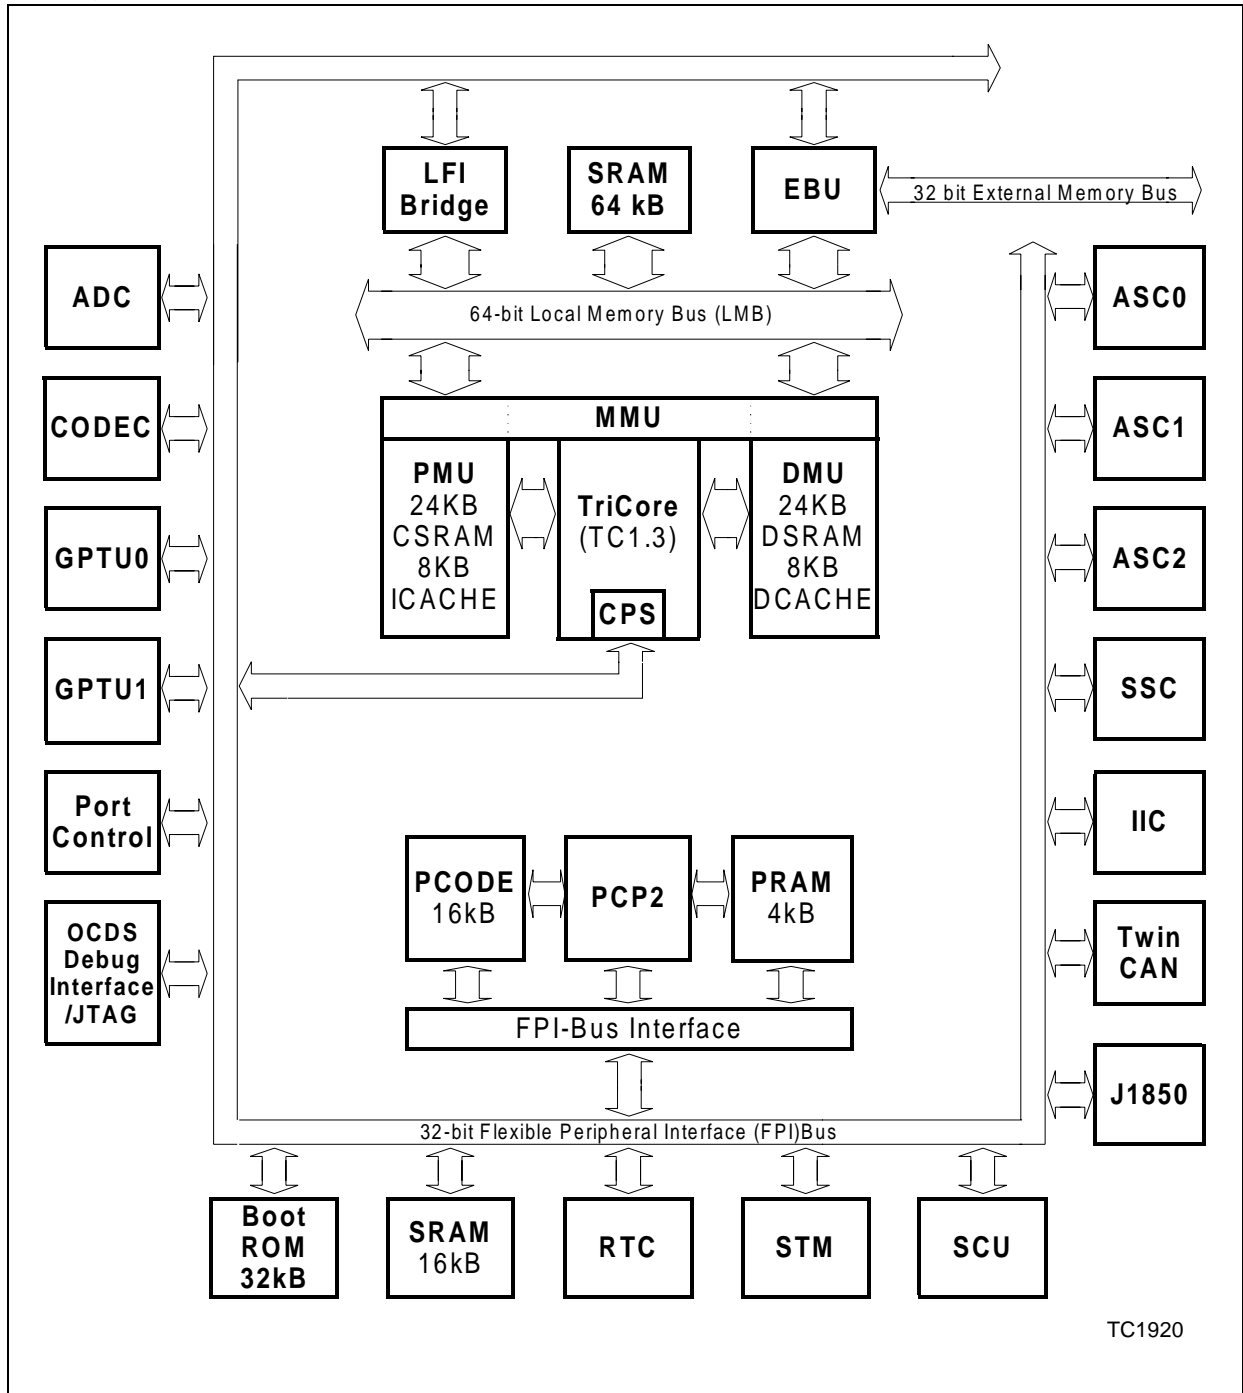 LFI
Bridge
SRAM
64 kB
EBU
32 bit External Memory Bus
ADC
64-bit Local Memory Bus (LMB)
ASC0
CODEC
MMU
ASC1
PMU
24KB
CSRAM
8KB
ICACHE
TriCore
(TC1.3)
CPS
DMU
24KB
DSRAM
8KB
DCACHE
GPTU0
ASC2
GPTU1
SSC
Port
Control
IIC
PCODE
16kB
PCP2
PRAM
4kB
OCDS
Debug
Interface
/JTAG
Twin
CAN
FPI-Bus Interface
J1850
32-bit Flexible Peripheral Interface (FPI)Bus
Boot
ROM
32kB
SRAM
16kB
RTC
STM
SCU
TC1920